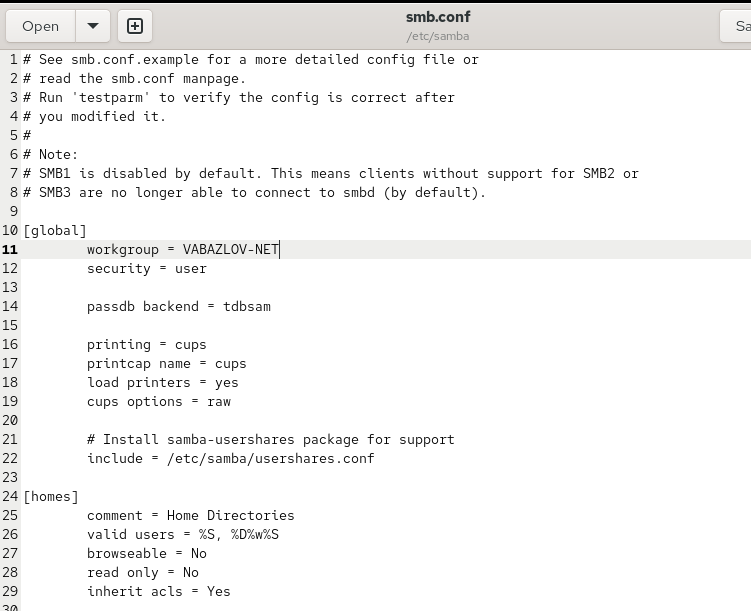 Open
smb.conf
/etc/samba
Sa
1 # See smb.conf.example for a more detailed config file or
2 # read the smb.conf manpage.
3 # Run 'testparm' to verify the config is correct after
4 # you modified it.
5 #
6 # Note:
7 # SMB1 is disabled by default. This means clients without support for SMB2 or
8 # SMB3 are no longer able to connect to smbd (by default).
9
10 [global]
11         workgroup = VABAZLOV-NET
12         security = user
13
14         passdb backend = tdbsam
15
16         printing = cups
17         printcap name = cups
18         load printers = yes
19         cups options = raw
20
21         # Install samba-usershares package for support
22         include = /etc/samba/usershares.conf
23
24 [homes]
25         comment = Home Directories
26         valid users = %S, %D%w%S
27         browseable = No
28         read only = No
29         inherit acls = Yes
30